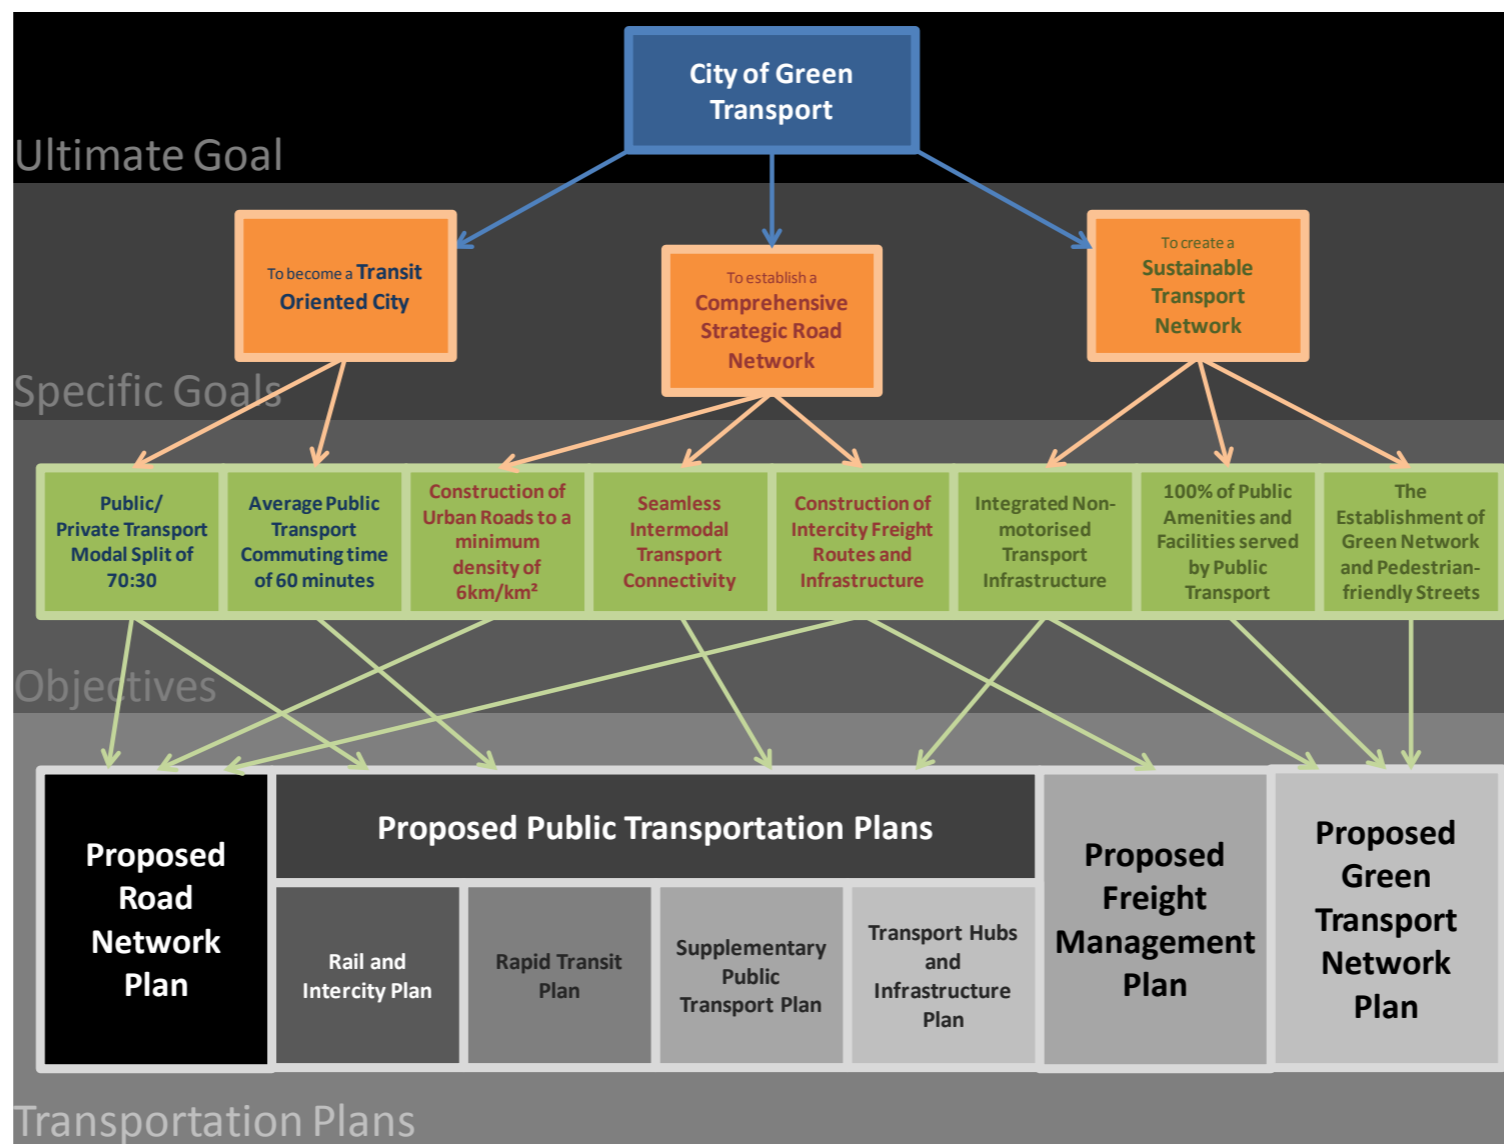 City of Green
Transport
Ultimate Goal
To become a Transit
Oriented City
To establish a
Comprehensive
Strategic Road
Network
To create a
Sustainable
Transport
Network
Specific Goals
Public/
Private Transport
Modal Split of
70:30
Average Public
Transport
Commuting time
of 60 minutes
Construction of
Urban Roads to a
minimum
density of
6km/km²
Seamless
Intermodal
Transport
Connectivity
Construction of
Intercity Freight
Routes and
Infrastructure
Integrated Non-
motorised
Transport
Infrastructure
100% of Public
Amenities and
Facilities served
by Public
Transport
The
Establishment of
Green Network
and Pedestrian-
friendly Streets
Objectives
Proposed
Road
Network
Plan
Proposed Public Transportation Plans
Rail and
Intercity Plan
Rapid Transit
Plan
Supplementary
Public
Transport Plan
Transport Hubs
and
Infrastructure
Plan
Proposed
Freight
Management
Plan
Proposed
Green
Transport
Network
Plan
Transportation Plans